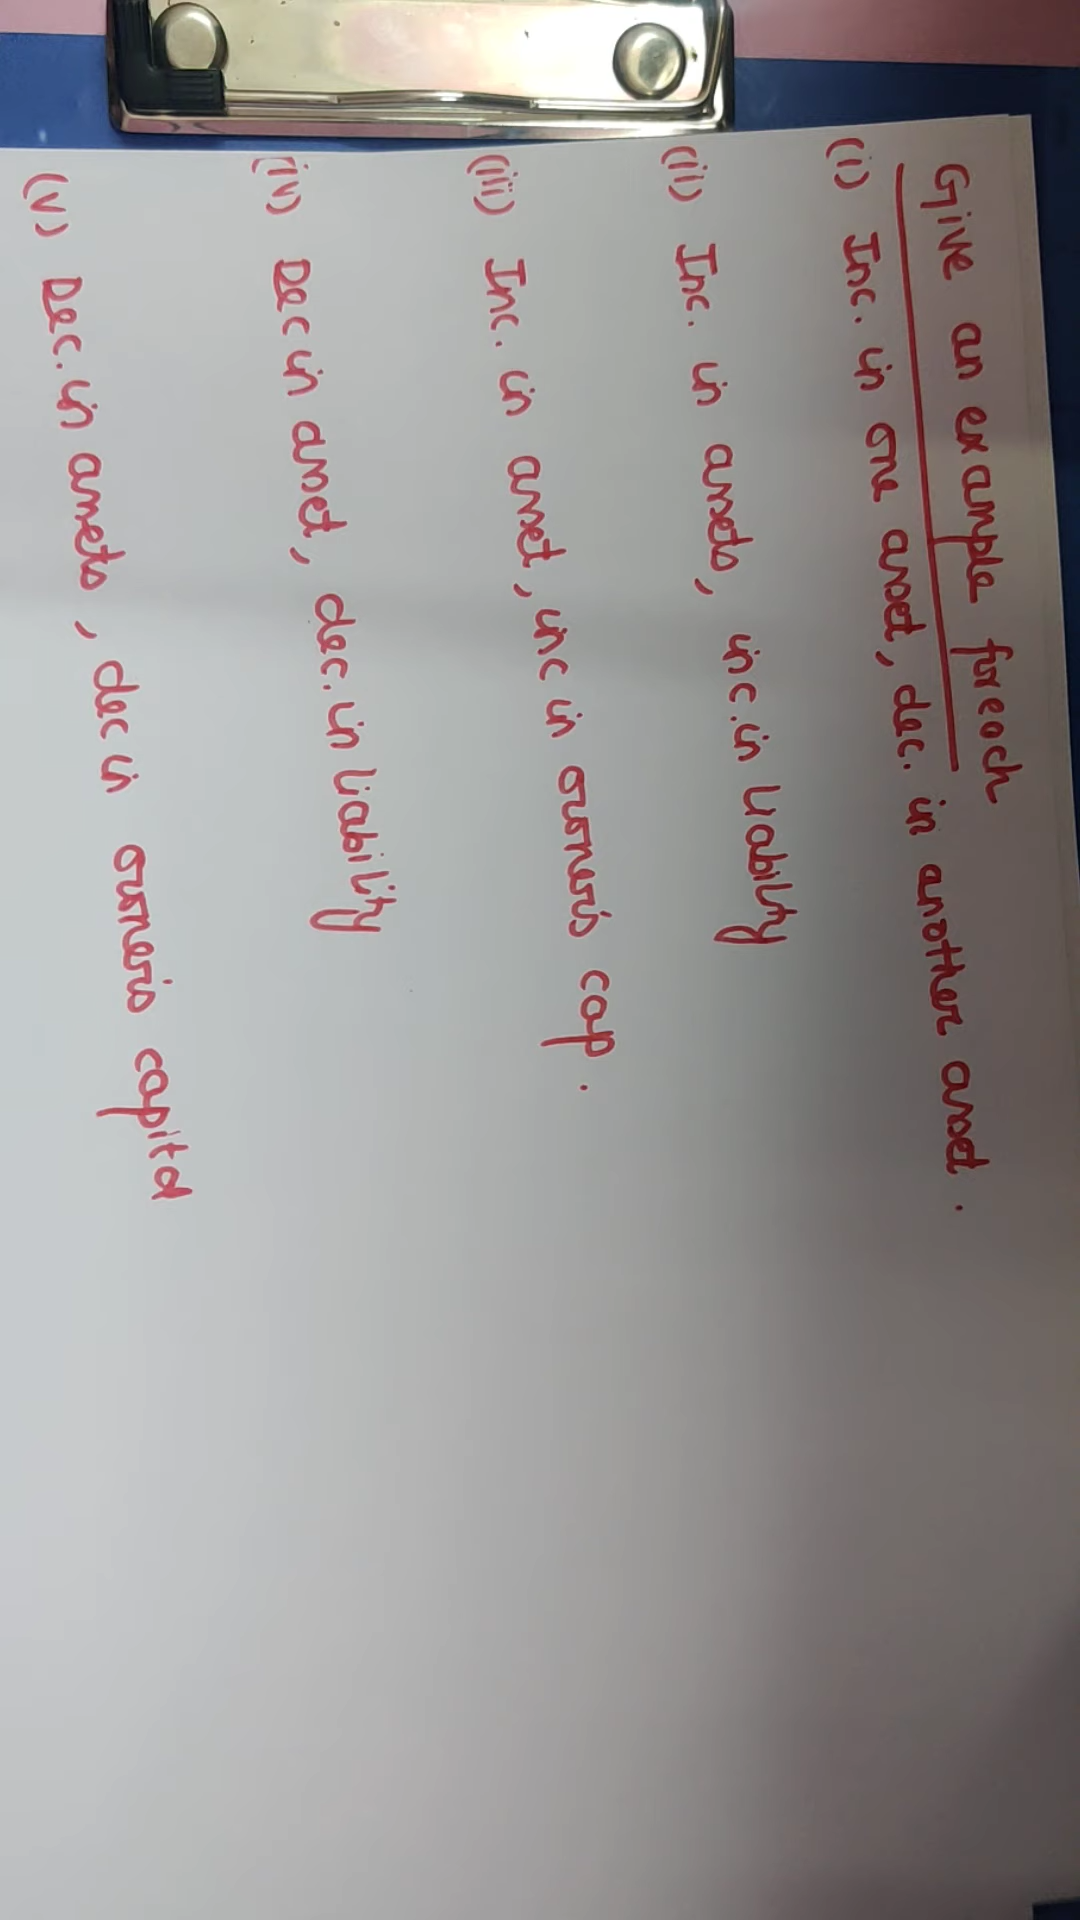 Give an example for each
(i) Inc. in one asset, dec. in another asset.
(ii) Inc. in assets, inc. in liability
(iii) Inc. in asset, inc in owner's cap.
(iv) Dec in asset, dec. in liability
(v) Dec. in assets, dec in owner's capital